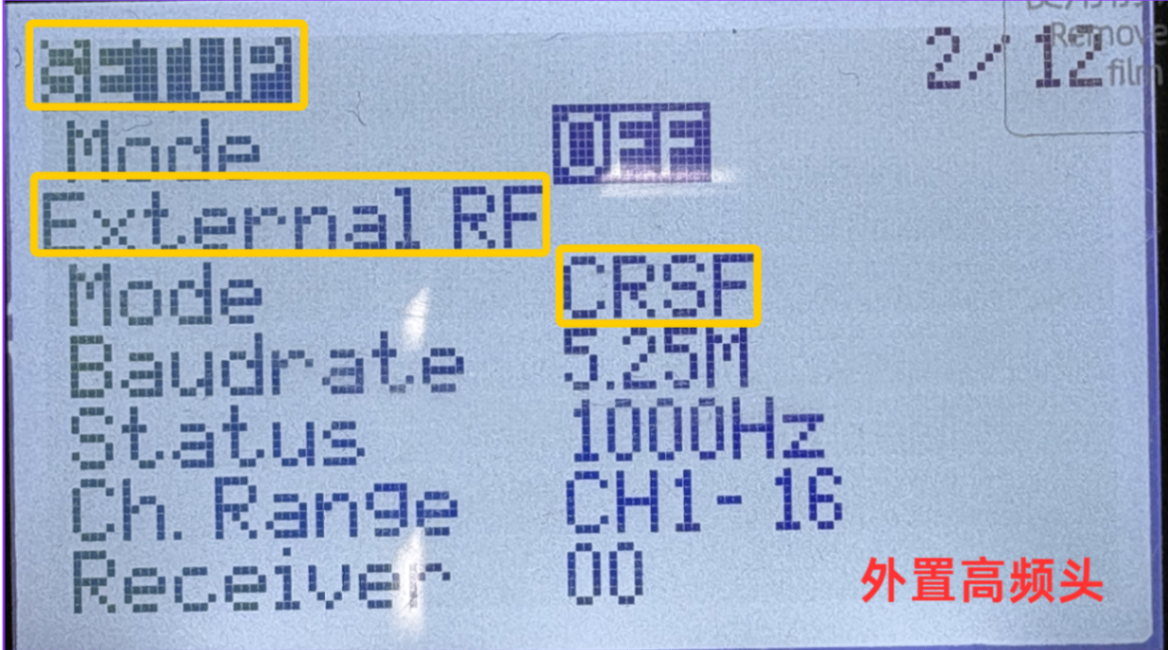 SETUP 2/12
Remove
film
Mode OFF
External RF
Mode CRSF
Baudrate 5.25M
Status 1000Hz
Ch. Range CH1-16
Receiver 00
外置高频头